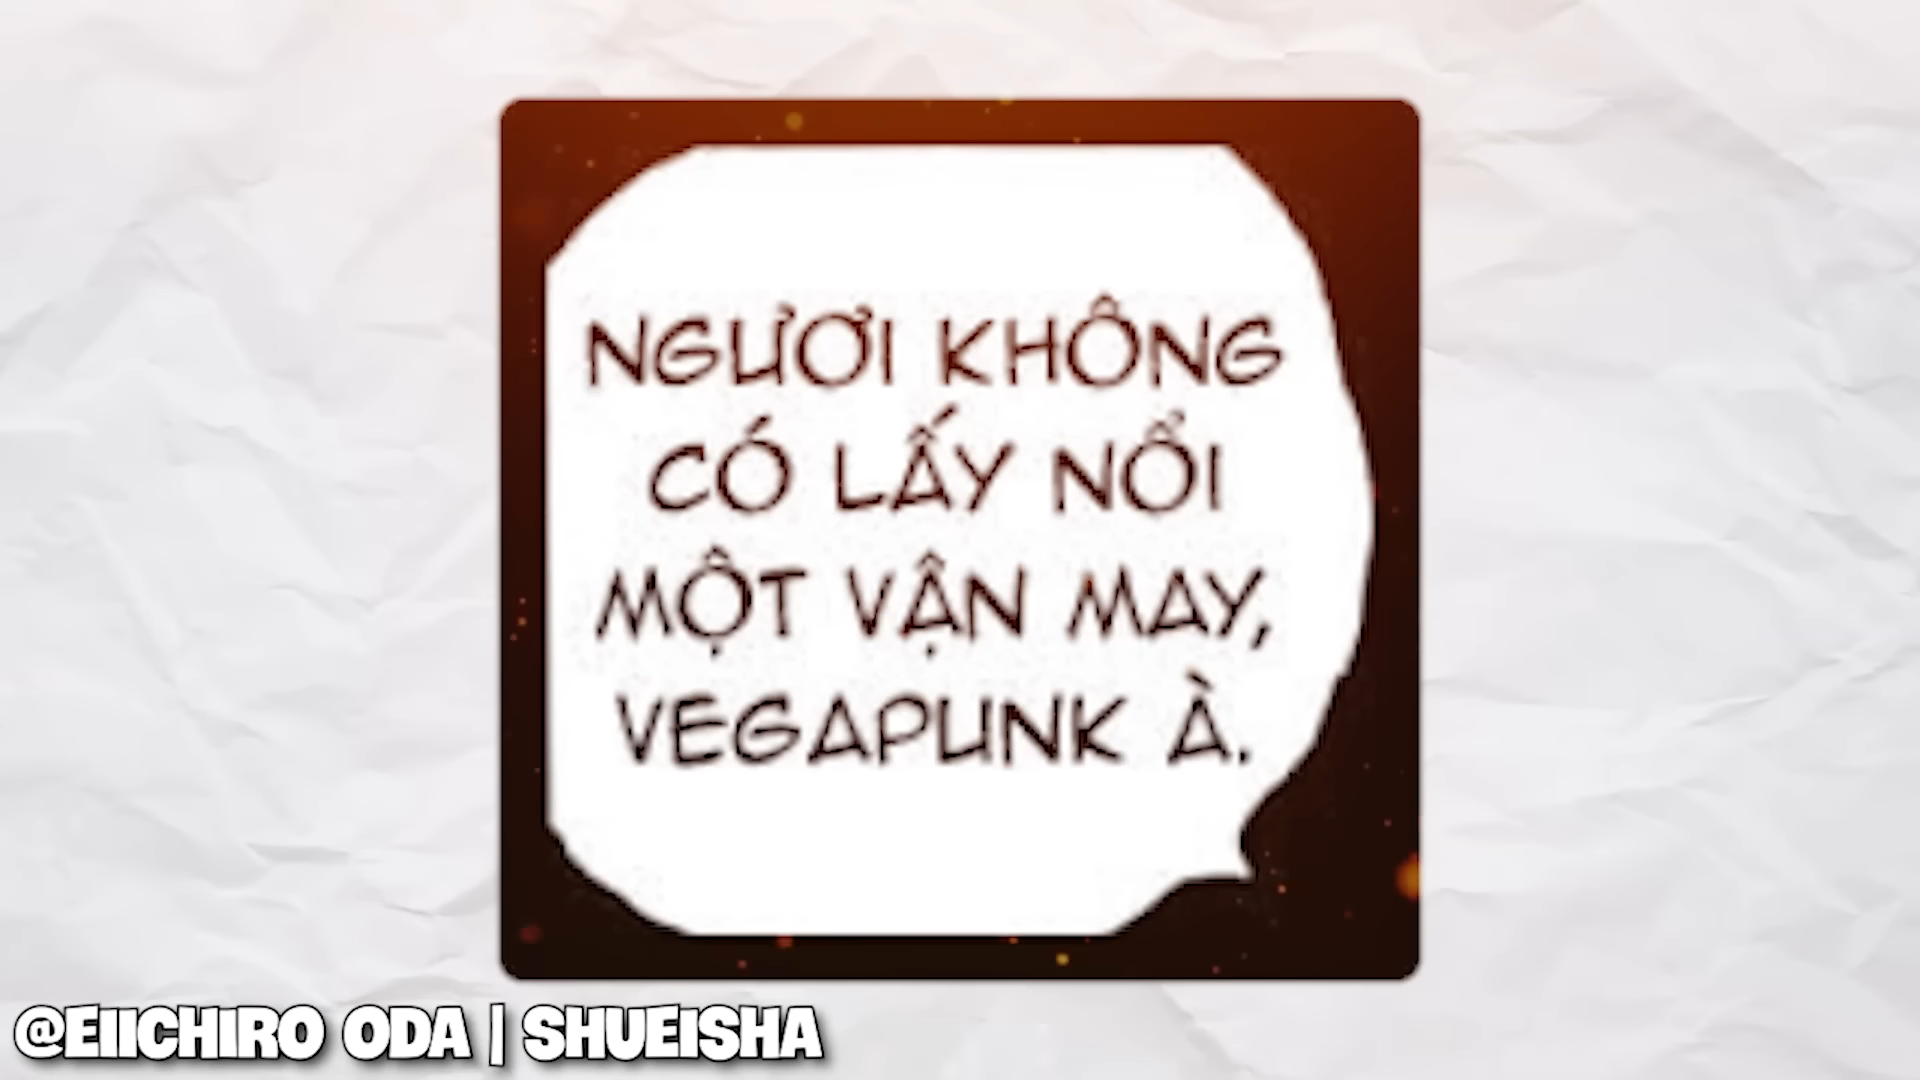 NGƯƠI KHÔNG
CÓ LẤY NỔI
MỘT VẬN MAY,
VEGAPUNK À.
@EIICHIRO ODA | SHUEISHA